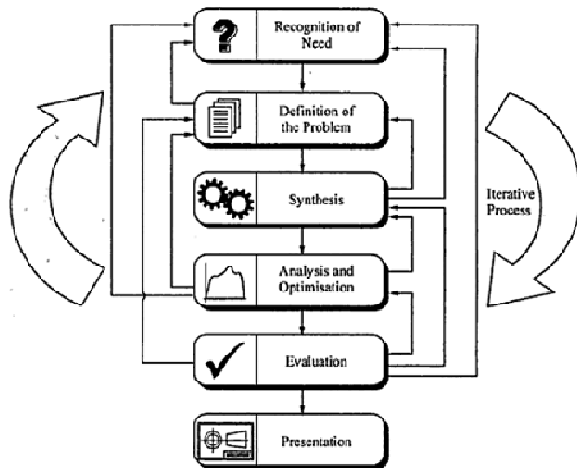 Recognition of
Need
Definition of
the Problem
Synthesis
Iterative
Process
Analysis and
Optimisation
Evaluation
Presentation